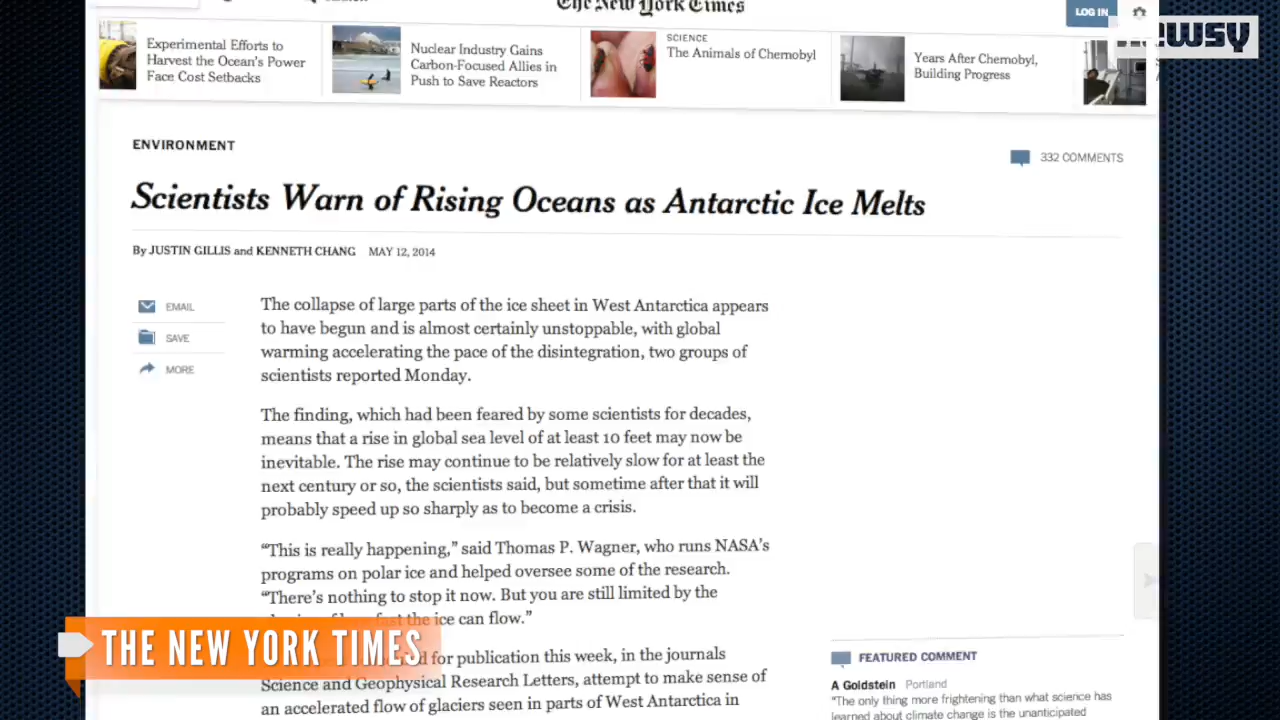 The New York Times
LOG IN
newsy
Experimental Efforts to
Harvest the Ocean's Power
Face Cost Setbacks
Nuclear Industry Gains
Carbon-Focused Allies in
Push to Save Reactors
SCIENCE
The Animals of Chernobyl
Years After Chernobyl,
Building Progress
ENVIRONMENT
332 COMMENTS
Scientists Warn of Rising Oceans as Antarctic Ice Melts
By JUSTIN GILLIS and KENNETH CHANG MAY 12, 2014
EMAIL
SAVE
MORE
The collapse of large parts of the ice sheet in West Antarctica appears
to have begun and is almost certainly unstoppable, with global
warming accelerating the pace of the disintegration, two groups of
scientists reported Monday.
The finding, which had been feared by some scientists for decades,
means that a rise in global sea level of at least 10 feet may now be
inevitable. The rise may continue to be relatively slow for at least the
next century or so, the scientists said, but sometime after that it will
probably speed up so sharply as to become a crisis.
“This is really happening,” said Thomas P. Wagner, who runs NASA’s
programs on polar ice and helped oversee some of the research.
“There’s nothing to stop it now. But you are still limited by the
fast the ice can flow.”
for publication this week, in the journals
Science and Geophysical Research Letters, attempt to make sense of
an accelerated flow of glaciers seen in parts of West Antarctica in
THE NEW YORK TIMES
FEATURED COMMENT
A Goldstein Portland
"The only thing more frightening than what science has
learned about climate change is the unanticipated